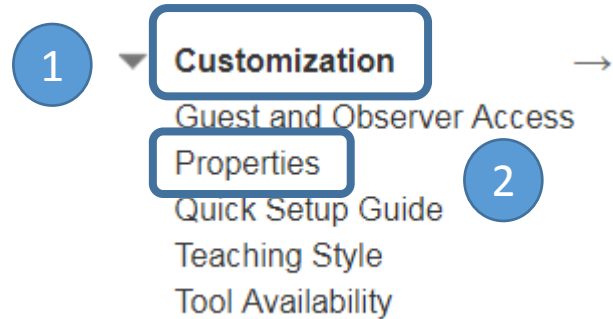 1 Customization →
Guest and Observer Access
Properties
2
Quick Setup Guide
Teaching Style
Tool Availability